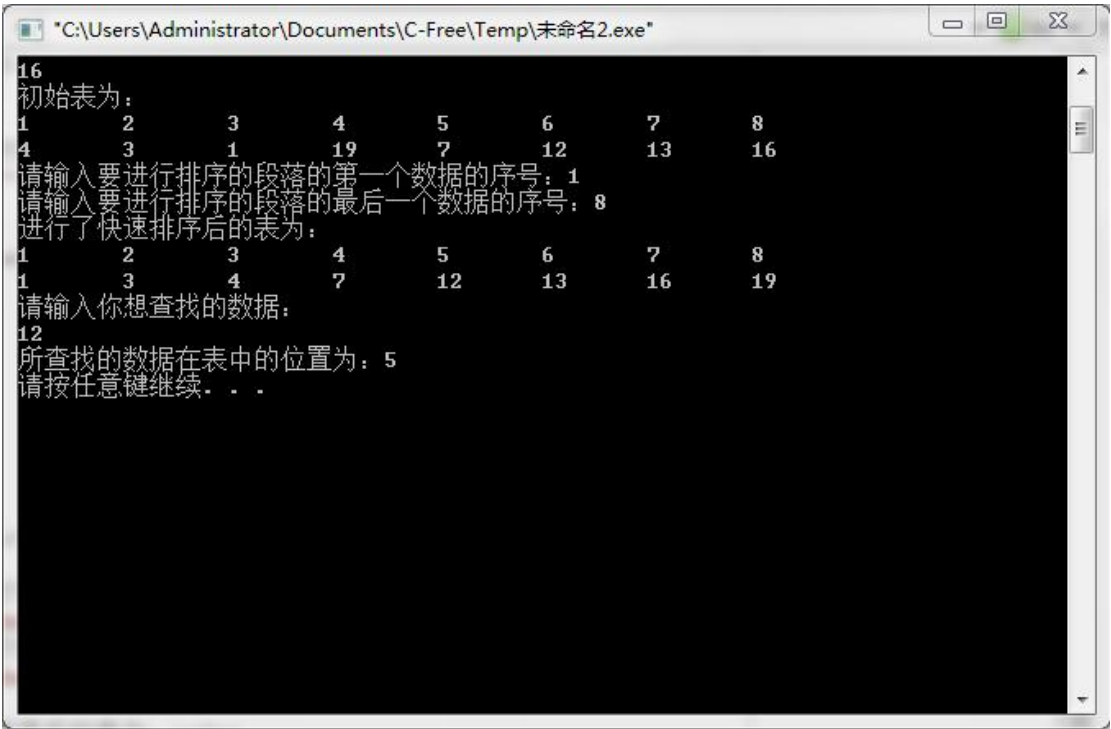 "C:\Users\Administrator\Documents\C-Free\Temp\未命名2.exe"
16
初始表为：
1 2 3 4 5 6 7 8
4 3 1 19 7 12 13 16
请输入要进行排序的段落的第一个数据的序号：1
请输入要进行排序的段落的最后一个数据的序号：8
进行了快速排序后的表为：
1 2 3 4 5 6 7 8
1 3 4 7 12 13 16 19
请输入你想查找的数据：
12
所查找的数据在表中的位置为：5
请按任意键继续. . .